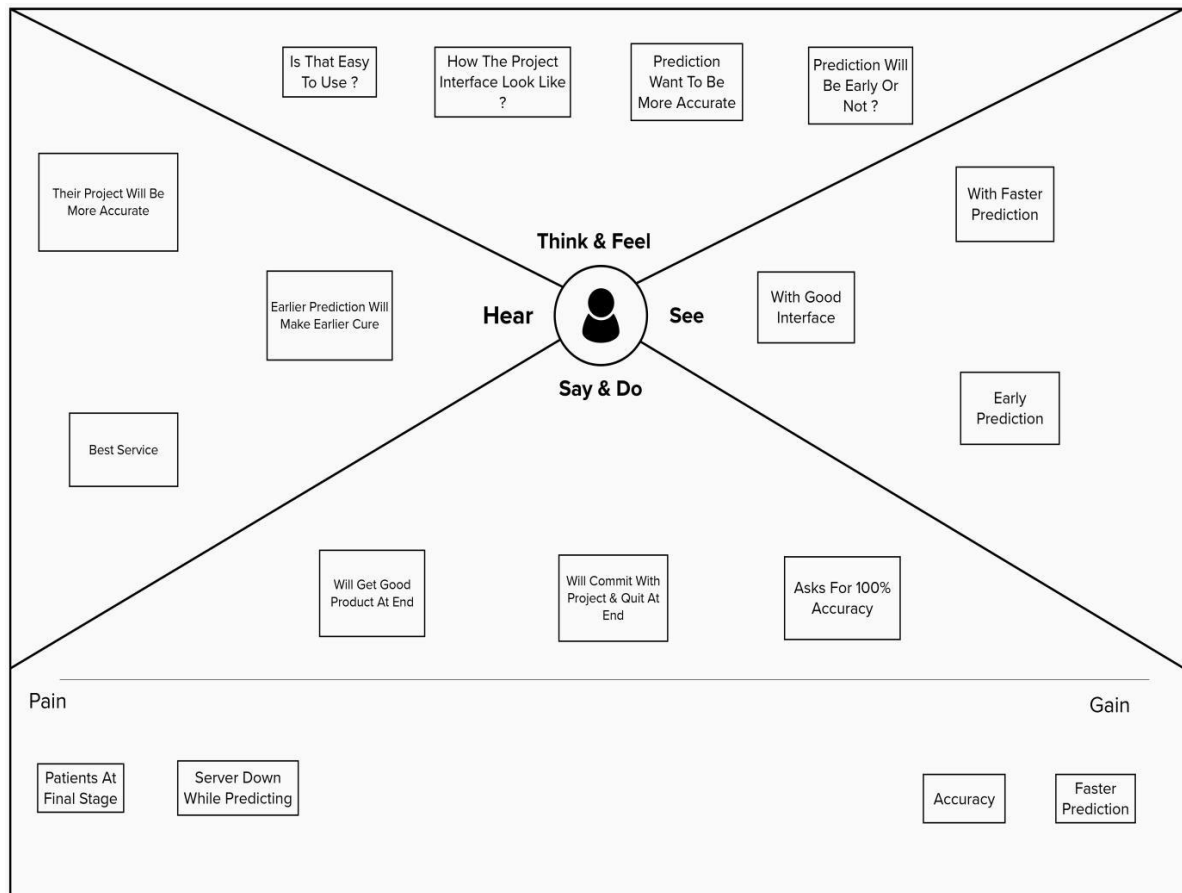 Is That Easy
To Use ?
How The Project
Interface Look Like
?
Prediction
Want To Be
More Accurate
Prediction Will
Be Early Or
Not ?
Their Project Will Be
More Accurate
With Faster
Prediction
Think & Feel
Earlier Prediction Will
Make Earlier Cure
Hear
See
With Good
Interface
Say & Do
Early
Prediction
Best Service
Will Get Good
Product At End
Will Commit With
Project & Quit At
End
Asks For 100%
Accuracy
Pain
Gain
Patients At
Final Stage
Server Down
While Predicting
Accuracy
Faster
Prediction